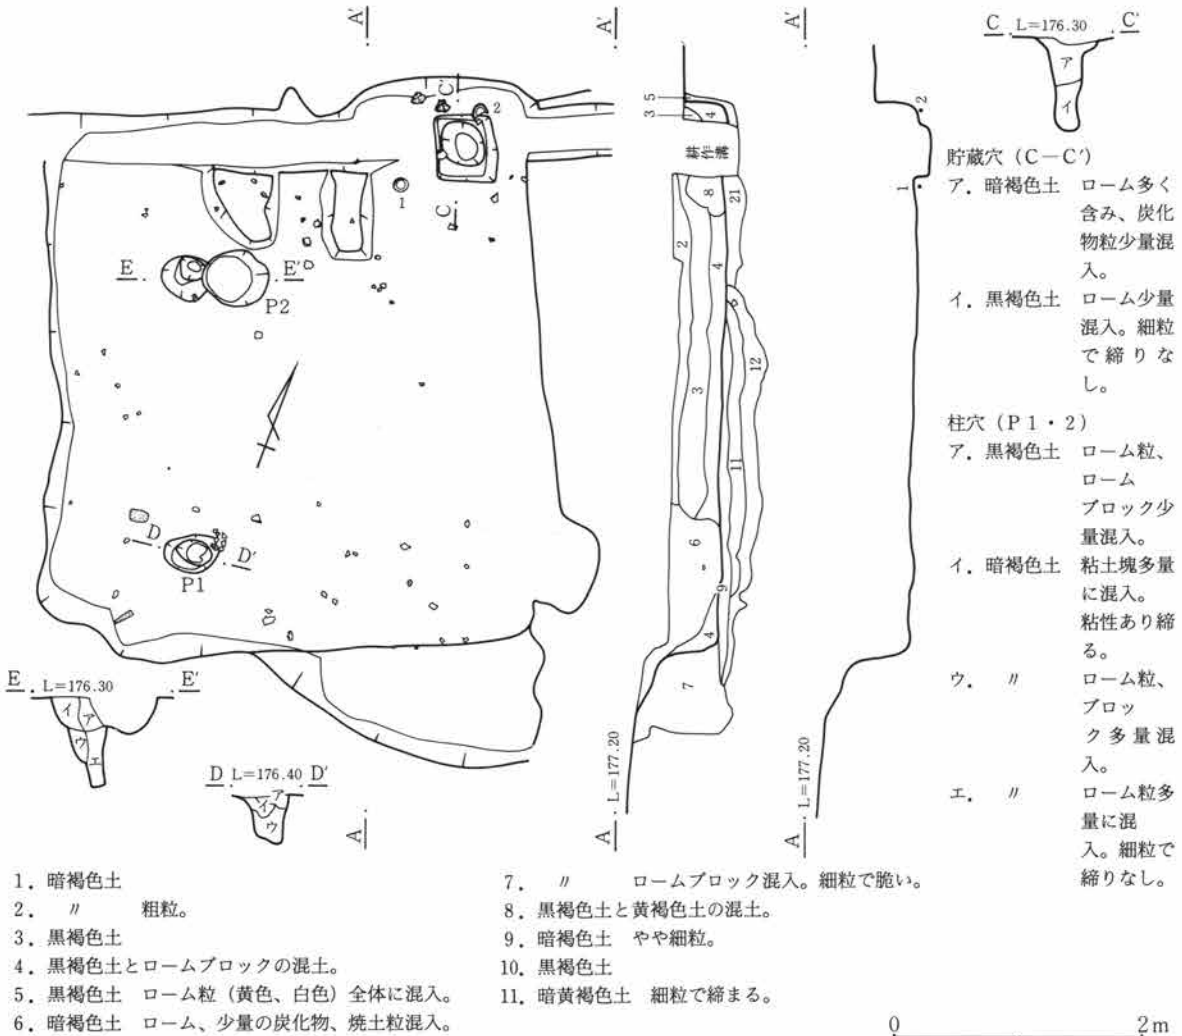 A′
A′
A′
C L=176.30 C′
ア
イ
C′
2
5
3
1
4
耕作溝
2
1
1
C
8
21
2
4
E
E′
P2
3
12
11
貯蔵穴（C－C′）
ア．暗褐色土 ローム多く
含み、炭化
物粒少量混
入。
イ．黒褐色土 ローム少量
混入。細粒
で締りな
し。
柱穴（P1・2）
ア．黒褐色土 ローム粒、
ローム
ブロック少
量混入。
イ．暗褐色土 粘土塊多量
に混入。
粘性あり締
る。
ウ． 〃 ローム粒、
ブロッ
ク多量混
入。
エ． 〃 ローム粒多
量に混
入。細粒で
締りなし。
D
D′
P1
6
9
4
7
E L=176.30 E′
イ
ア
ウ
エ
D L=176.40 D′
ア
イ
ウ
A
A L=177.20
A L=177.20
1．暗褐色土
2． 〃 粗粒。
3．黒褐色土
4．黒褐色土とロームブロックの混土。
5．黒褐色土 ローム粒（黄色、白色）全体に混入。
6．暗褐色土 ローム、少量の炭化物、焼土粒混入。
7． 〃 ロームブロック混入。細粒で脆い。
8．黒褐色土と黄褐色土の混土。
9．暗褐色土 やや細粒。
10．黒褐色土
11．暗黄褐色土 細粒で締まる。
0 2m